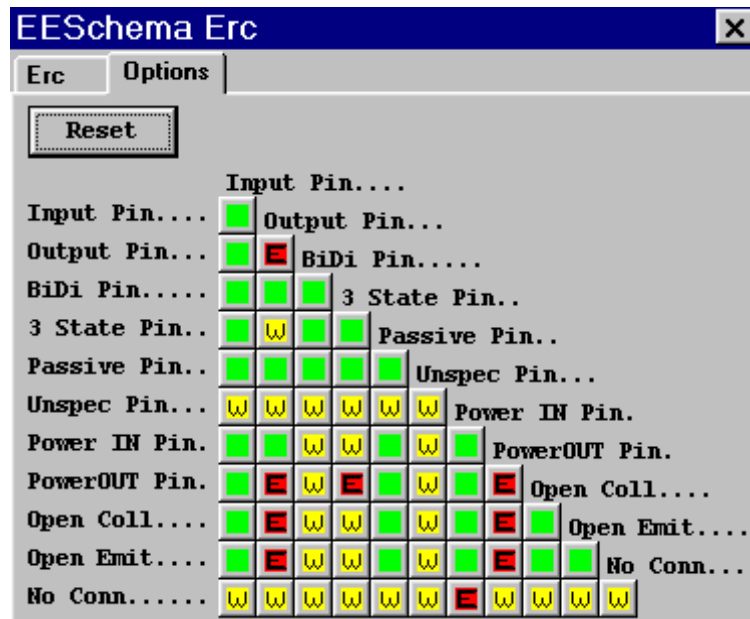 EESchema Erc
Erc Options
Reset
Input Pin....
Input Pin.... Output Pin...
Output Pin... E BiDi Pin.....
BiDi Pin..... 3 State Pin..
3 State Pin.. W Passive Pin..
Passive Pin.. Unspec Pin...
Unspec Pin... W W W W W W Power IN Pin.
Power IN Pin. W W W PowerOUT Pin.
PowerOUT Pin. E W E W E Open Coll....
Open Coll.... E W W W E Open Emit....
Open Emit.... E W W W E No Conn...
No Conn...... W W W W W W E W W W W